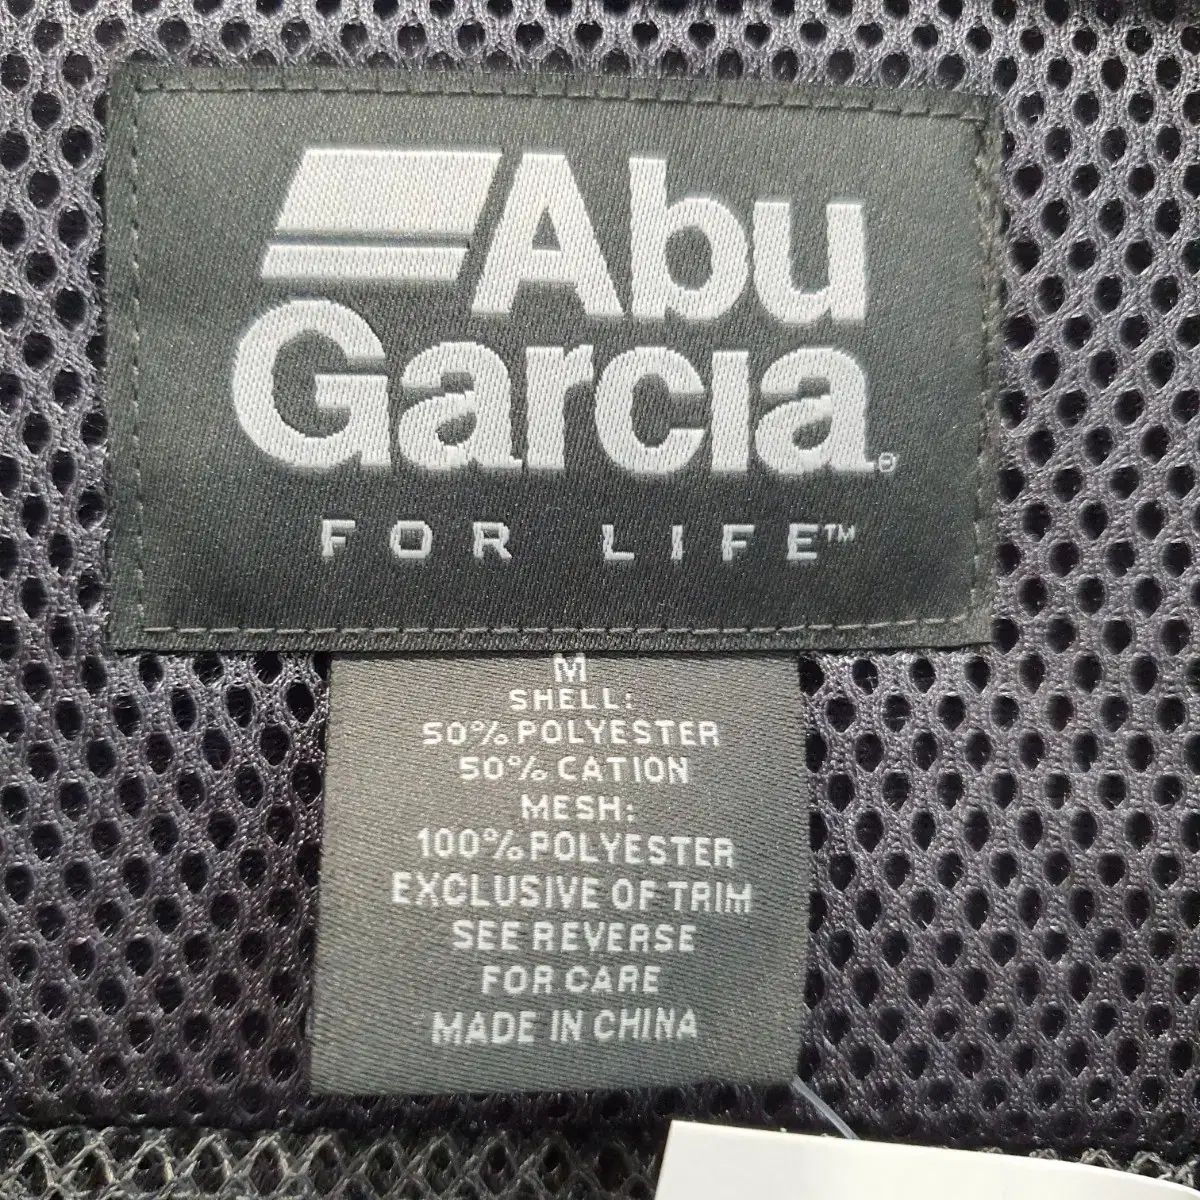 Abu
Garcia®
FOR LIFE™
M
SHELL:
50% POLYESTER
50% CATION
MESH:
100% POLYESTER
EXCLUSIVE OF TRIM
SEE REVERSE
FOR CARE
MADE IN CHINA